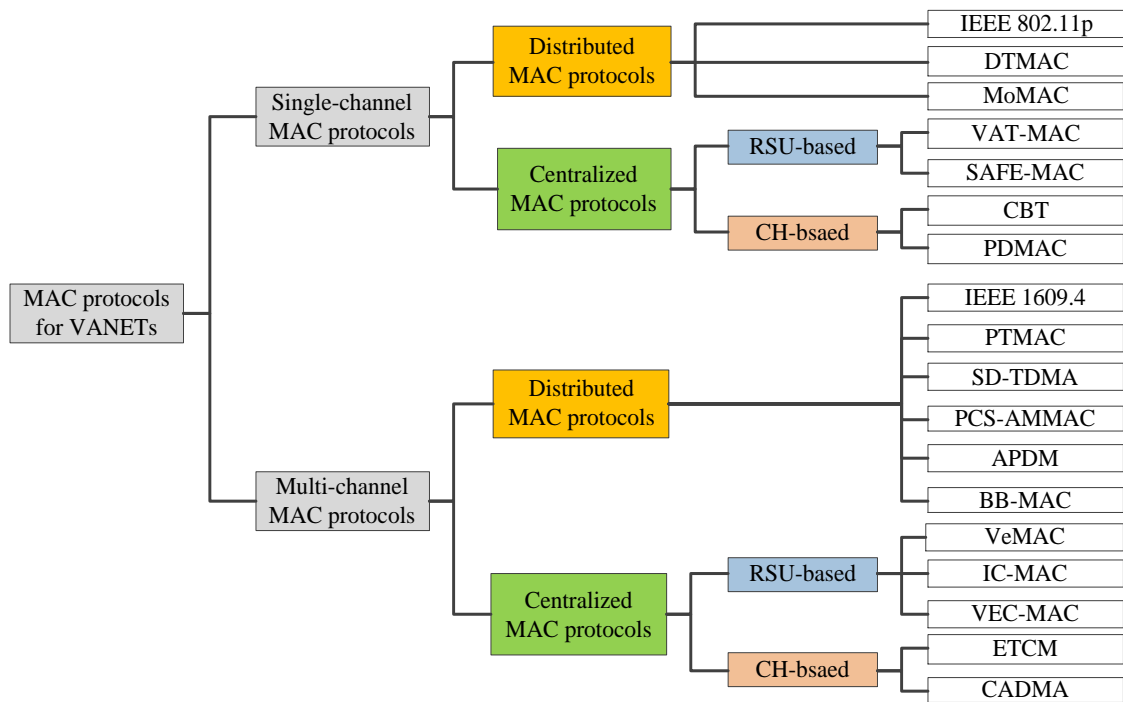 MAC protocols
for VANETs
Single-channel
MAC protocols
Distributed
MAC protocols
IEEE 802.11p
DTMAC
MoMAC
Centralized
MAC protocols
RSU-based
VAT-MAC
SAFE-MAC
CH-bsaed
CBT
PDMAC
Multi-channel
MAC protocols
Distributed
MAC protocols
IEEE 1609.4
PTMAC
SD-TDMA
PCS-AMMAC
APDM
BB-MAC
Centralized
MAC protocols
RSU-based
VeMAC
IC-MAC
VEC-MAC
CH-bsaed
ETCM
CADMA